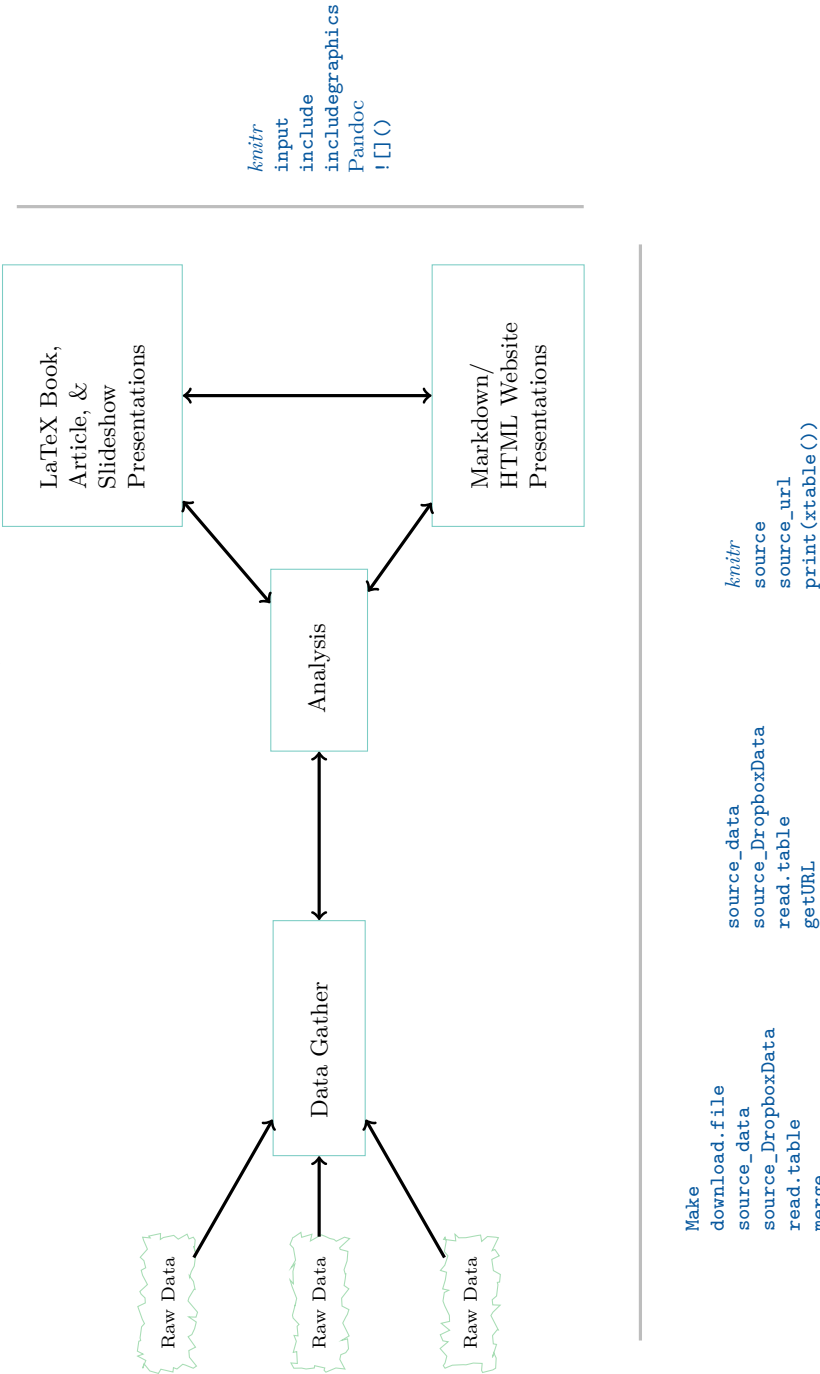 Raw Data
Raw Data
Raw Data
Data Gather
Analysis
LaTeX Book,
Article, &
Slideshow
Presentations
Markdown/
HTML Website
Presentations
knitr
input
include
includegraphics
Pandoc
![]()
Make
download.file
source_data
source_DropboxData
read.table
merge
source_data
source_DropboxData
read.table
getURL
knitr
source
source_url
print(xtable())